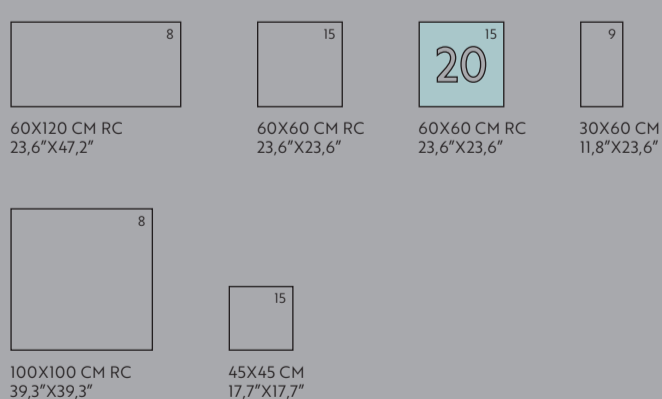 8
60X120 CM RC
23,6”X47,2”
15
60X60 CM RC
23,6”X23,6”
15
20
60X60 CM RC
23,6”X23,6”
9
30X60 CM
11,8”X23,6”
8
100X100 CM RC
39,3”X39,3”
15
45X45 CM
17,7”X17,7”